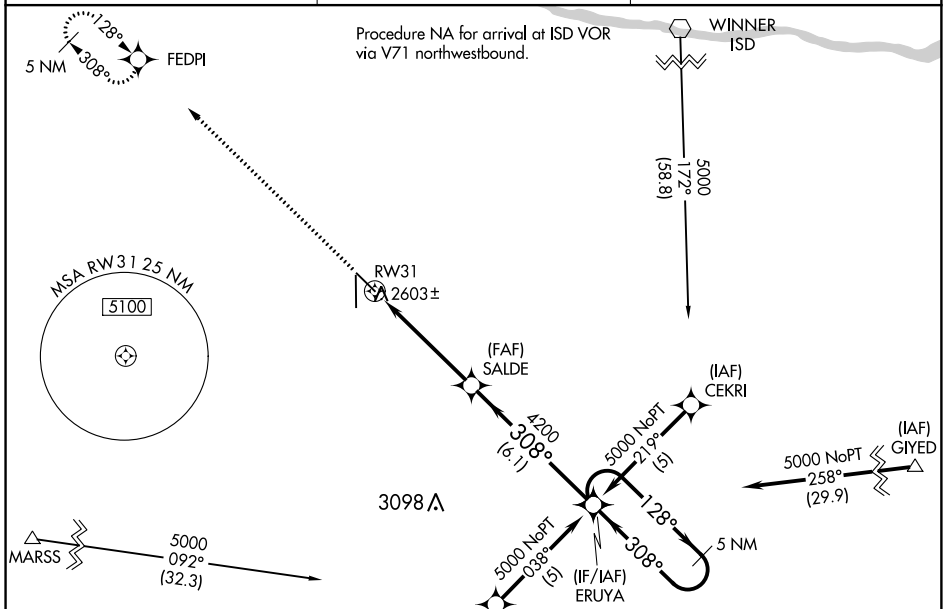 Procedure NA for arrival at ISD VOR
via V71 northwestbound.
WINNER
ISD
128°
308°
5 NM
FEDPI
5000
172°
(58.8)
MSA RW31 25 NM
5100
RW31
2603±
(FAF)
SALDE
(IAF)
CEKRI
4200
308°
(6.1)
5000 NoPT
219°
(5)
(IAF)
GIYED
5000 NoPT
258°
(29.9)
3098
128°
308°
5 NM
MARSS
5000
092°
(32.3)
5000 NoPT
038°
(5)
(IF/IAF)
ERUYA